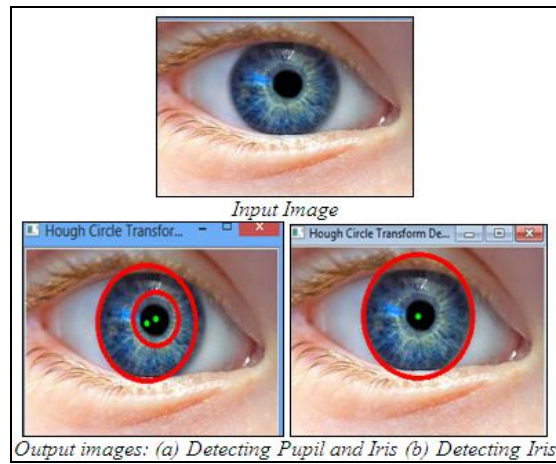 Input Image
Hough Circle Transfor...
Hough Circle Transform De...
Output images: (a) Detecting Pupil and Iris (b) Detecting Iris